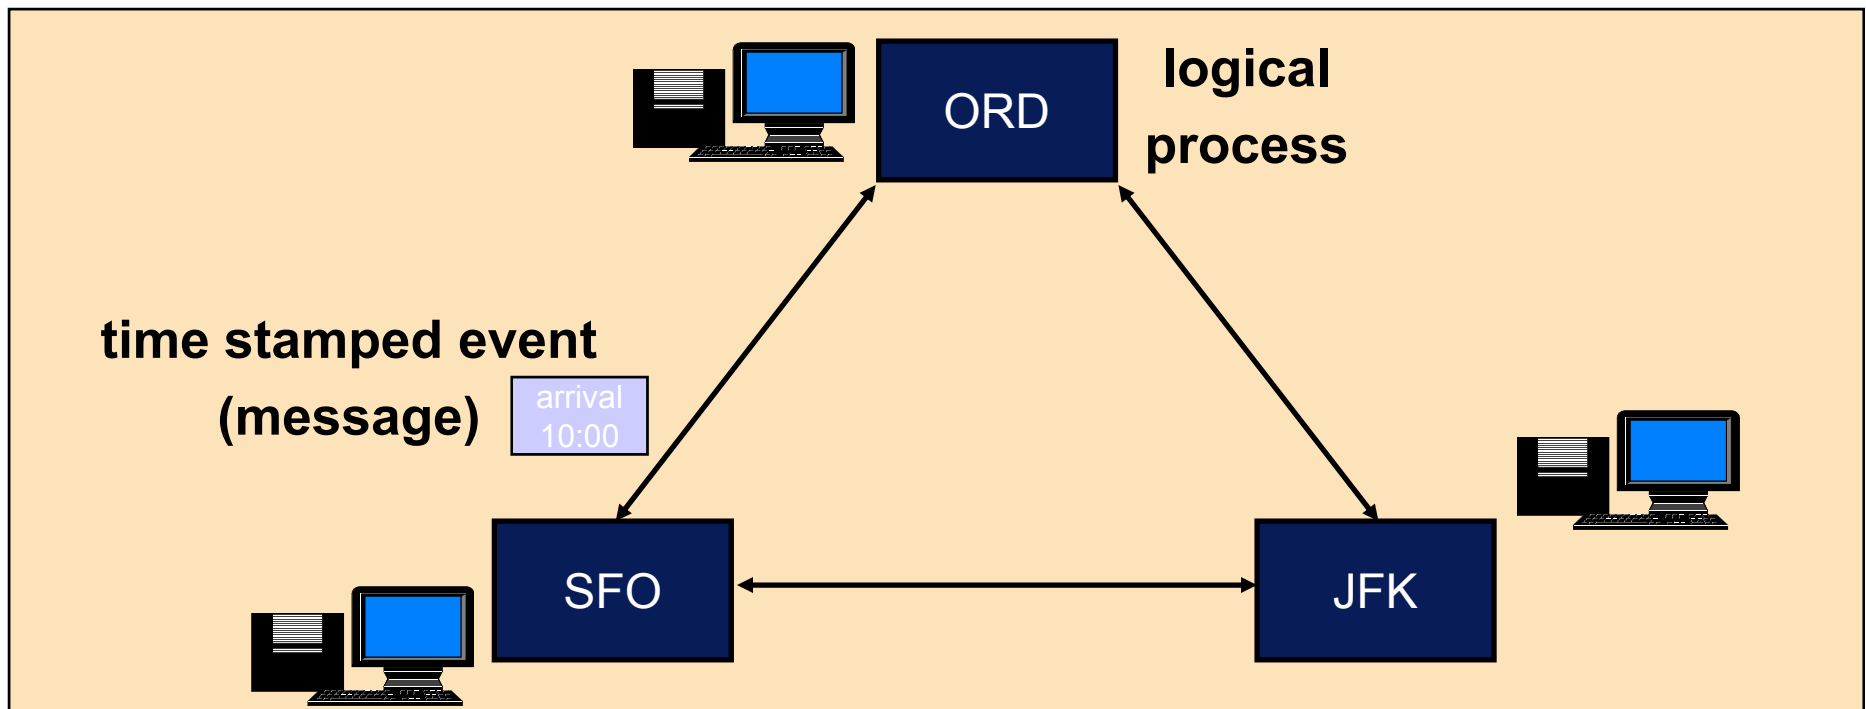 logical
process
ORD
time stamped event
(message)
arrival
10:00
SFO
JFK